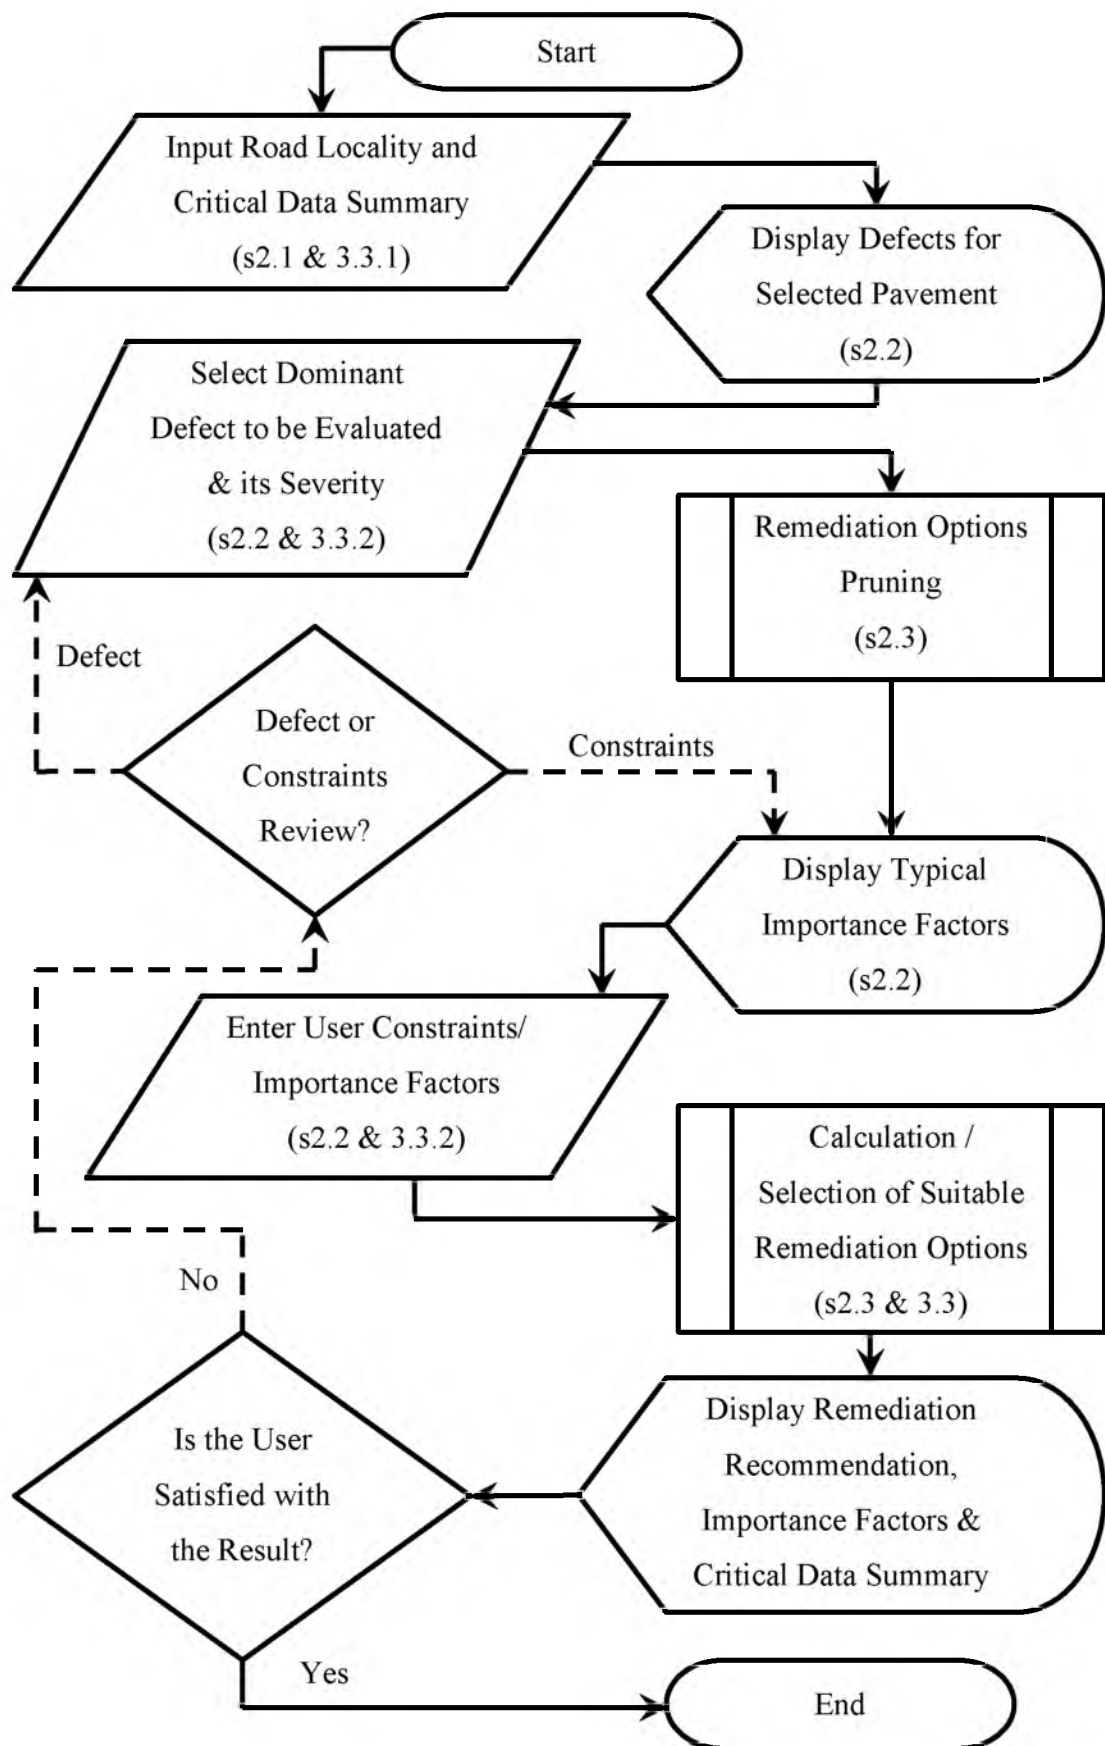 Start
Input Road Locality and
Critical Data Summary
(s2.1 & 3.3.1)
Display Defects for
Selected Pavement
(s2.2)
Select Dominant
Defect to be Evaluated
& its Severity
(s2.2 & 3.3.2)
Remediation Options
Pruning
(s2.3)
Defect
Defect or
Constraints
Review?
Constraints
Display Typical
Importance Factors
(s2.2)
Enter User Constraints/
Importance Factors
(s2.2 & 3.3.2)
Calculation /
Selection of Suitable
Remediation Options
(s2.3 & 3.3)
No
Display Remediation
Recommendation,
Importance Factors &
Critical Data Summary
Is the User
Satisfied with
the Result?
Yes
End